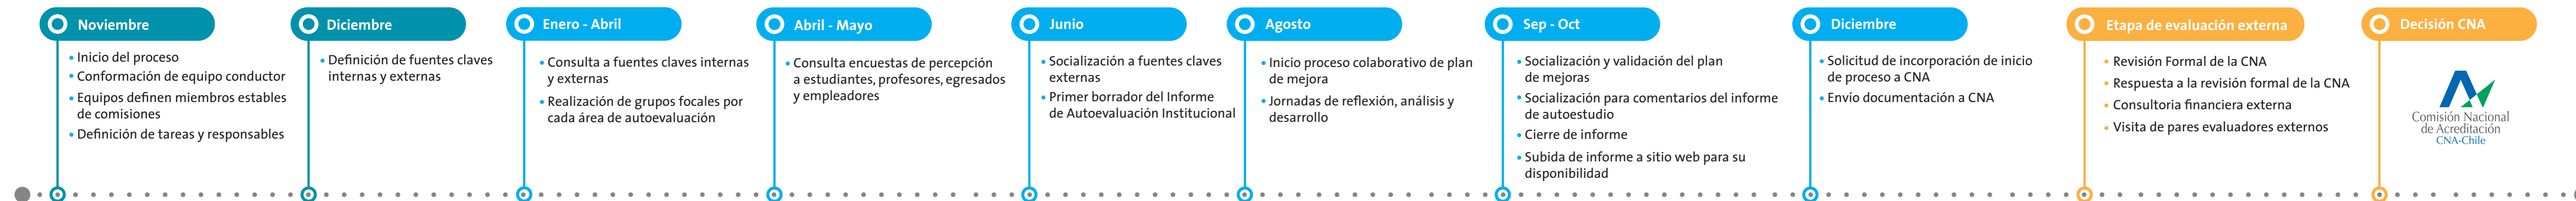 Noviembre
• Inicio del proceso
• Conformación de equipo conductor
• Equipos definen miembros estables
de comisiones
• Definición de tareas y responsables
Diciembre
• Definición de fuentes claves
internas y externas
Enero - Abril
• Consulta a fuentes claves internas
y externas
• Realización de grupos focales por
cada área de autoevaluación
Abril - Mayo
• Consulta encuestas de percepción
a estudiantes, profesores, egresados
y empleadores
Junio
• Socialización a fuentes claves
externas
• Primer borrador del Informe
de Autoevaluación Institucional
Agosto
• Inicio proceso colaborativo de plan
de mejora
• Jornadas de reflexión, análisis y
desarrollo
Sep - Oct
• Socialización y validación del plan
de mejoras
• Socialización para comentarios del informe
de autoestudio
• Cierre de informe
• Subida de informe a sitio web para su
disponibilidad
Diciembre
• Solicitud de incorporación de inicio
de proceso a CNA
• Envío documentación a CNA
Etapa de evaluación externa
• Revisión Formal de la CNA
• Respuesta a la revisión formal de la CNA
• Consultoria financiera externa
• Visita de pares evaluadores externos
Decisión CNA
Comisión Nacional
de Acreditación
CNA-Chile